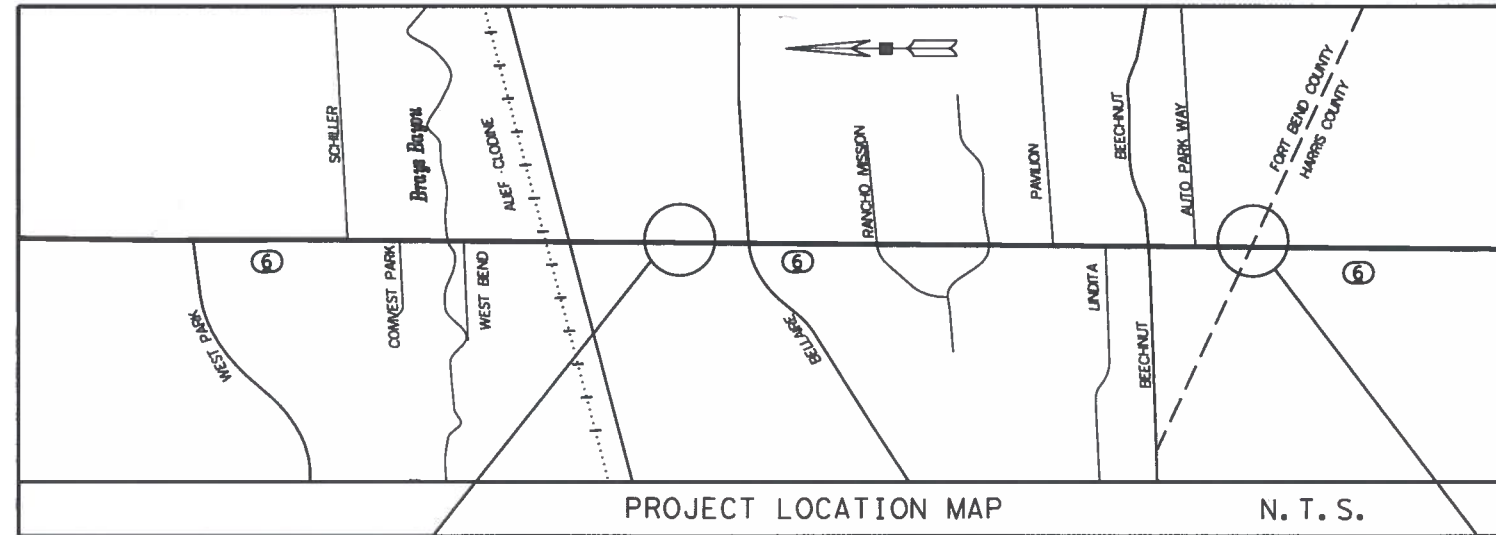 SCHILLER
Brays Bayou
ALIEF-CLODINE
RANCHO MISSION
PAVILION
BEECHNUT
AUTO PARK WAY
FORT BEND COUNTY
HARRIS COUNTY
6
6
6
WEST PARK
COMVEST PARK
WEST BEND
BELLAIRE
LINDITA
BEECHNUT
PROJECT LOCATION MAP
N. T. S.